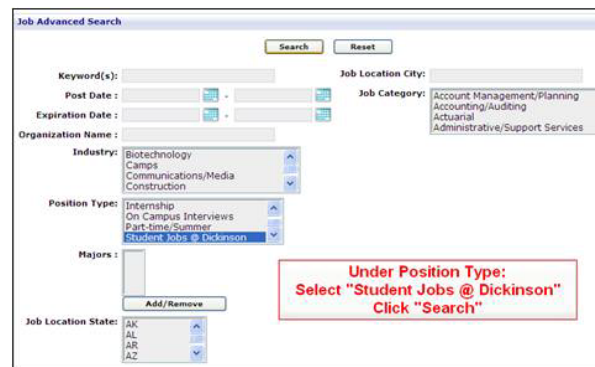 Job Advanced Search
Search Reset
Keyword(s):
Job Location City:
Post Date : -
Job Category:
Account Management/Planning
Accounting/Auditing
Actuarial
Administrative/Support Services
Expiration Date : -
Organization Name :
Industry:
Biotechnology
Camps
Communications/Media
Construction
Position Type:
Internship
On Campus Interviews
Part-time/Summer
Student Jobs @ Dickinson
Majors :
Add/Remove
Under Position Type:
Select "Student Jobs @ Dickinson"
Click "Search"
Job Location State:
AK
AL
AR
AZ